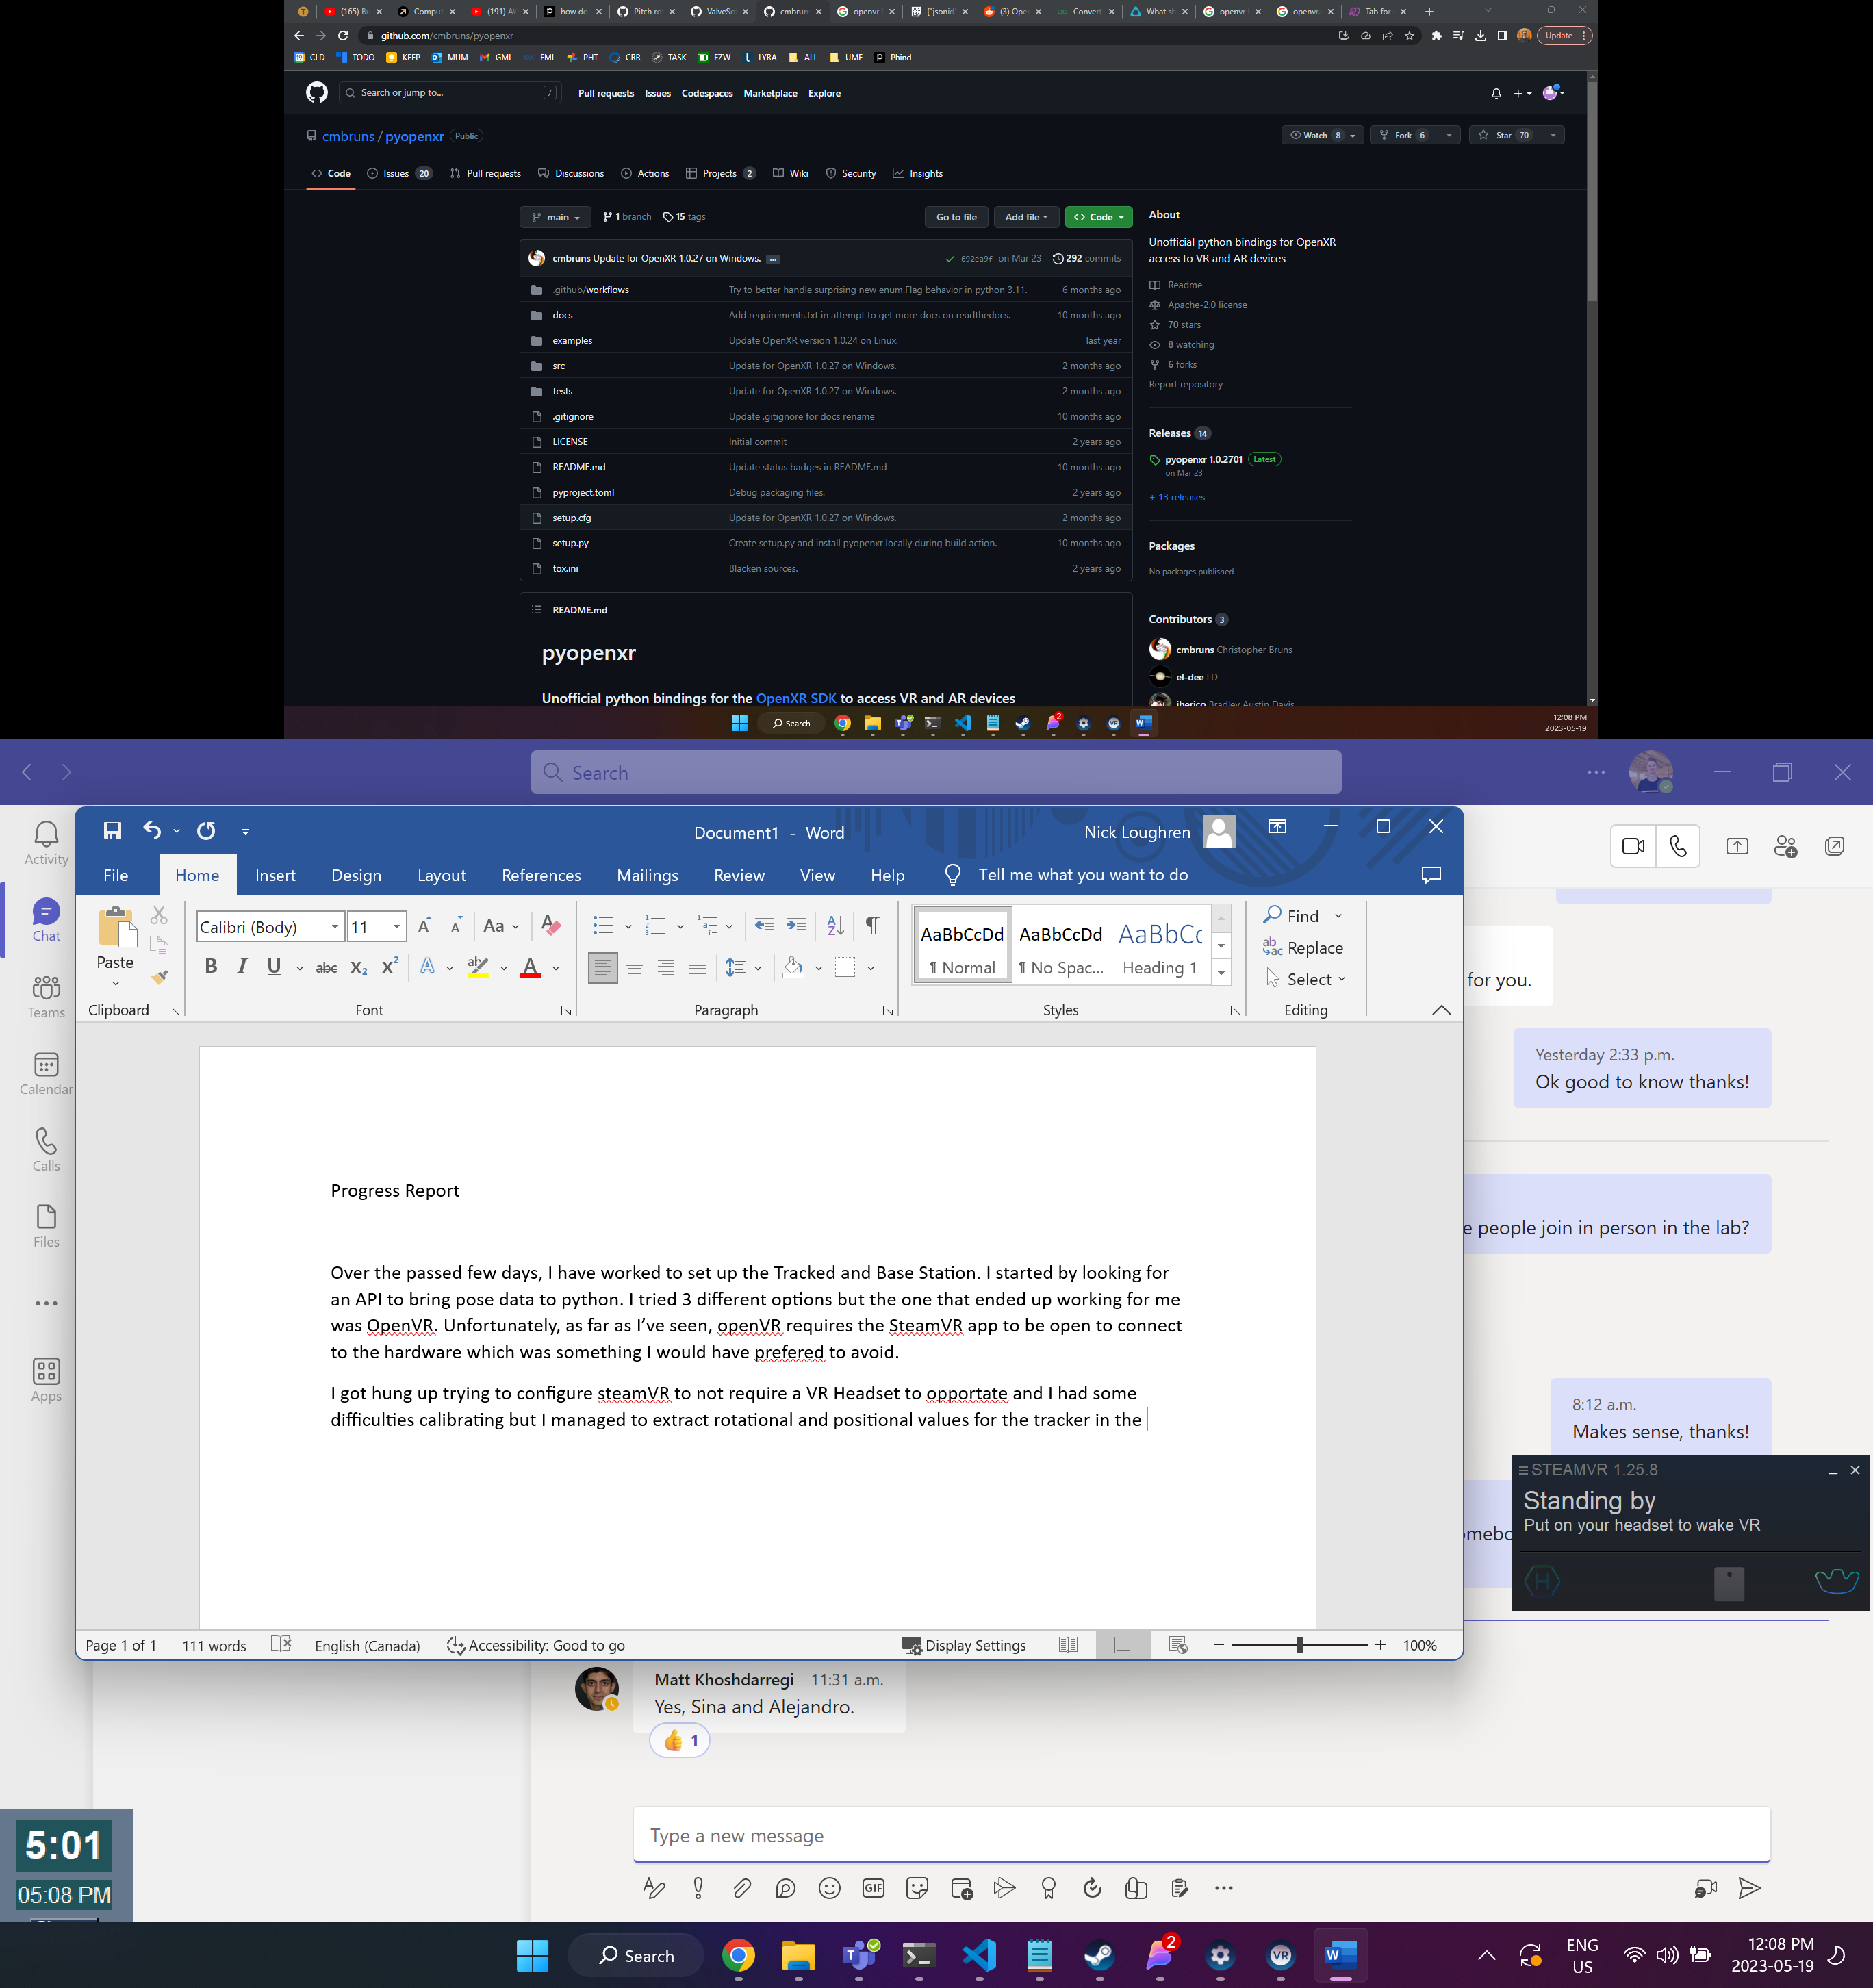 (165) B
Comput
(191) A
how do
Pitch ro
ValveSo
cmbrun
openvr
("jsonid
(3) Ope
Convert
What sh
openvr
openvr.
Tab for
github.com/cmbruns/pyopenxr
Update
CLD
TODO
KEEP
MUM
GML
EML
PHT
CRR
TASK
EZW
LYRA
ALL
UME
Phind
Search or jump to...
/
Pull requests Issues Codespaces Marketplace Explore
cmbruns / pyopenxr Public
Watch 8
Fork 6
Star 70
Code
Issues 20
Pull requests
Discussions
Actions
Projects 2
Wiki
Security
Insights
main
1 branch
15 tags
Go to file
Add file
Code
cmbruns Update for OpenXR 1.0.27 on Windows. ...
692ea9f on Mar 23
292 commits
.github/workflows Try to better handle surprising new enum.Flag behavior in python 3.11. 6 months ago
docs Add requirements.txt in attempt to get more docs on readthedocs. 10 months ago
examples Update OpenXR version 1.0.24 on Linux. last year
src Update for OpenXR 1.0.27 on Windows. 2 months ago
tests Update for OpenXR 1.0.27 on Windows. 2 months ago
.gitignore Update .gitignore for docs rename 10 months ago
LICENSE Initial commit 2 years ago
README.md Update status badges in README.md 10 months ago
pyproject.toml Debug packaging files. 2 years ago
setup.cfg Update for OpenXR 1.0.27 on Windows. 2 months ago
setup.py Create setup.py and install pyopenxr locally during build action. 10 months ago
tox.ini Blacken sources. 2 years ago
README.md
pyopenxr
Unofficial python bindings for the OpenXR SDK to access VR and AR devices
About
Unofficial python bindings for OpenXR
access to VR and AR devices
Readme
Apache-2.0 license
70 stars
8 watching
6 forks
Report repository
Releases 14
pyopenxr 1.0.2701 Latest
on Mar 23
+ 13 releases
Packages
No packages published
Contributors 3
cmbruns Christopher Bruns
el-dee LD
jherico Bradley Austin Davis
Search
2
12:08 PM
2023-05-19
Search
Activity
Chat
Teams
Calendar
Calls
Files
Apps
Document1 - Word
Nick Loughren
File Home Insert Design Layout References Mailings Review View Help Tell me what you want to do
Paste
Clipboard
Calibri (Body)
11
Font
Paragraph
AaBbCcDd
¶ Normal
AaBbCcDd
¶ No Spac...
AaBbCc
Heading 1
Styles
Find
Replace
Select
Editing
Progress Report
Over the passed few days, I have worked to set up the Tracked and Base Station. I started by looking for
an API to bring pose data to python. I tried 3 different options but the one that ended up working for me
was OpenVR. Unfortunately, as far as I've seen, openVR requires the SteamVR app to be open to connect
to the hardware which was something I would have prefered to avoid.
I got hung up trying to configure steamVR to not require a VR Headset to opportate and I had some
difficulties calibrating but I managed to extract rotational and positional values for the tracker in the
Page 1 of 1
111 words
English (Canada)
Accessibility: Good to go
Display Settings
100%
for you.
Yesterday 2:33 p.m.
Ok good to know thanks!
e people join in person in the lab?
8:12 a.m.
Makes sense, thanks!
omebo
STEAMVR 1.25.8
Standing by
Put on your headset to wake VR
Matt Khoshdarregi 11:31 a.m.
Yes, Sina and Alejandro.
1
Type a new message
GIF
5:01
05:08 PM
Search
2
ENG
US
12:08 PM
2023-05-19